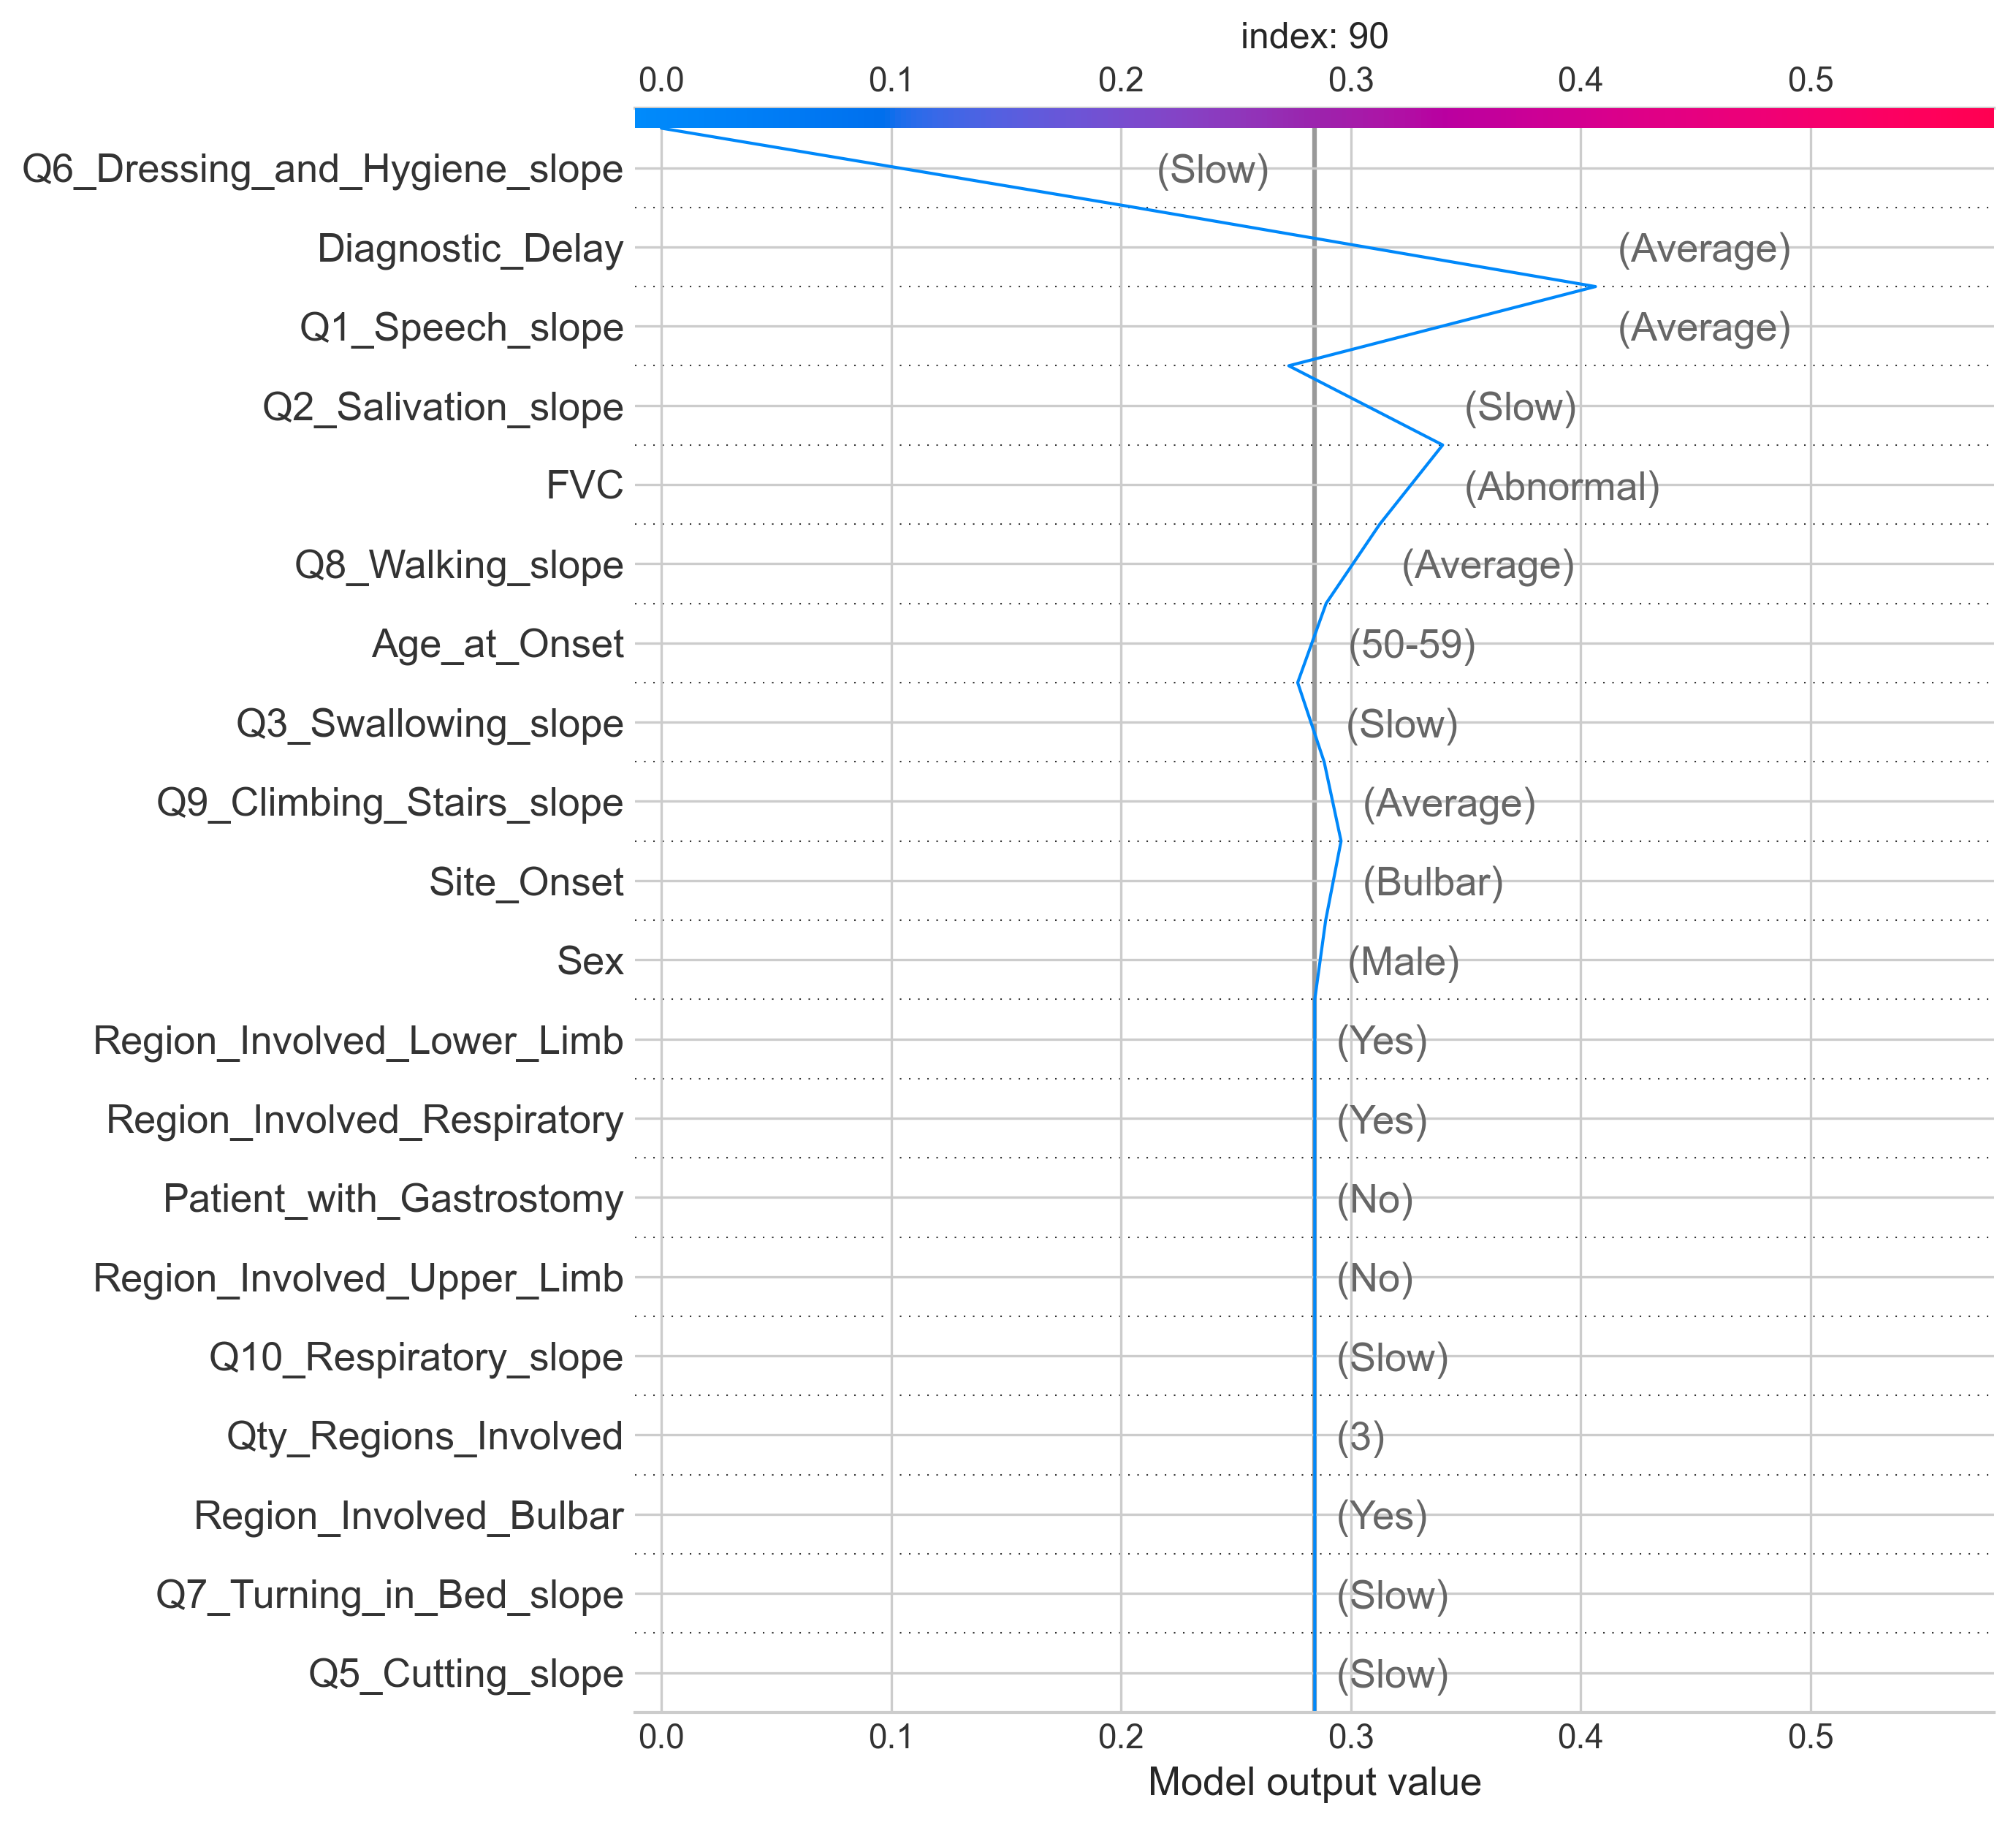 index: 90
0.0 0.1 0.2 0.3 0.4 0.5
Q6_Dressing_and_Hygiene_slope (Slow)
Diagnostic_Delay (Average)
Q1_Speech_slope (Average)
Q2_Salivation_slope (Slow)
FVC (Abnormal)
Q8_Walking_slope (Average)
Age_at_Onset (50-59)
Q3_Swallowing_slope (Slow)
Q9_Climbing_Stairs_slope (Average)
Site_Onset (Bulbar)
Sex (Male)
Region_Involved_Lower_Limb (Yes)
Region_Involved_Respiratory (Yes)
Patient_with_Gastrostomy (No)
Region_Involved_Upper_Limb (No)
Q10_Respiratory_slope (Slow)
Qty_Regions_Involved (3)
Region_Involved_Bulbar (Yes)
Q7_Turning_in_Bed_slope (Slow)
Q5_Cutting_slope (Slow)
0.0 0.1 0.2 0.3 0.4 0.5
Model output value